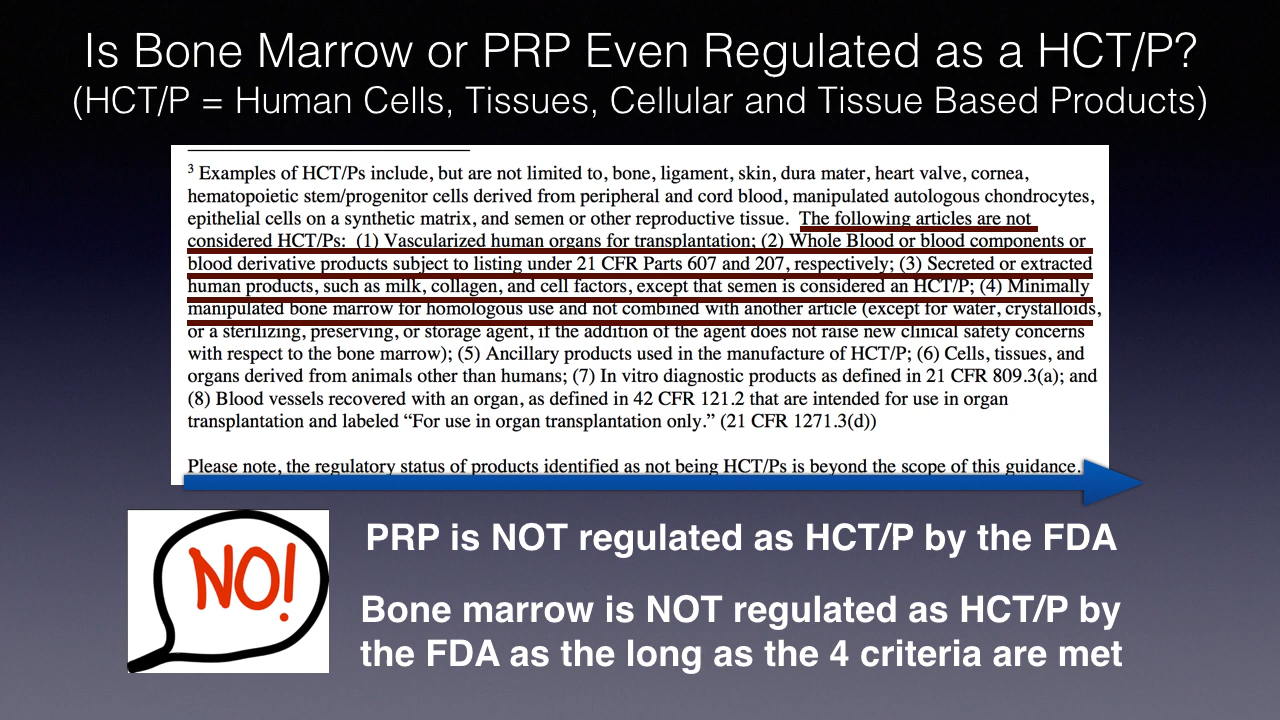 Is Bone Marrow or PRP Even Regulated as a HCT/P?
(HCT/P = Human Cells, Tissues, Cellular and Tissue Based Products)
3 Examples of HCT/Ps include, but are not limited to, bone, ligament, skin, dura mater, heart valve, cornea,
hematopoietic stem/progenitor cells derived from peripheral and cord blood, manipulated autologous chondrocytes,
epithelial cells on a synthetic matrix, and semen or other reproductive tissue. The following articles are not
considered HCT/Ps: (1) Vascularized human organs for transplantation; (2) Whole Blood or blood components or
blood derivative products subject to listing under 21 CFR Parts 607 and 207, respectively; (3) Secreted or extracted
human products, such as milk, collagen, and cell factors, except that semen is considered an HCT/P; (4) Minimally
manipulated bone marrow for homologous use and not combined with another article (except for water, crystalloids,
or a sterilizing, preserving, or storage agent, if the addition of the agent does not raise new clinical safety concerns
with respect to the bone marrow); (5) Ancillary products used in the manufacture of HCT/P; (6) Cells, tissues, and
organs derived from animals other than humans; (7) In vitro diagnostic products as defined in 21 CFR 809.3(a); and
(8) Blood vessels recovered with an organ, as defined in 42 CFR 121.2 that are intended for use in organ
transplantation and labeled “For use in organ transplantation only.” (21 CFR 1271.3(d))
Please note, the regulatory status of products identified as not being HCT/Ps is beyond the scope of this guidance.
NO!
PRP is NOT regulated as HCT/P by the FDA
Bone marrow is NOT regulated as HCT/P by
the FDA as the long as the 4 criteria are met